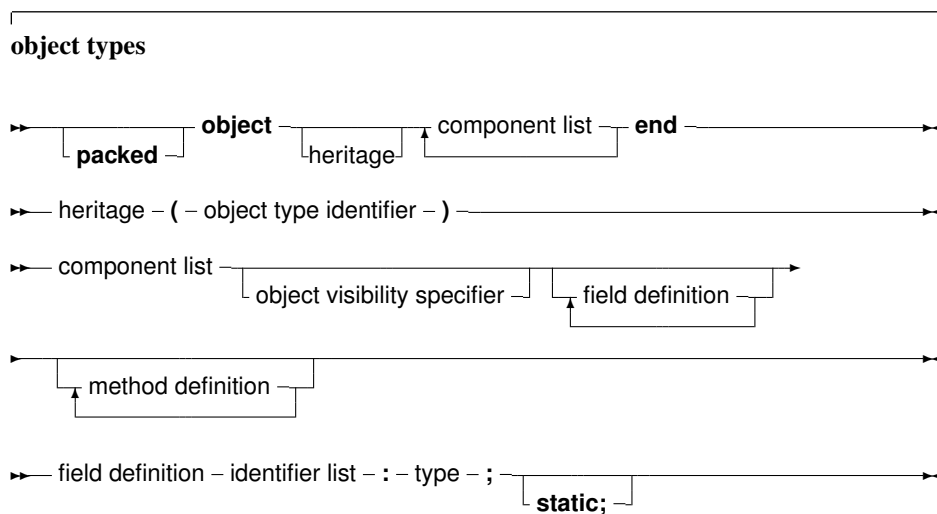 object types
packed object heritage component list end
heritage ( object type identifier )
component list object visibility specifier field definition
method definition
field definition identifier list : type ; static;